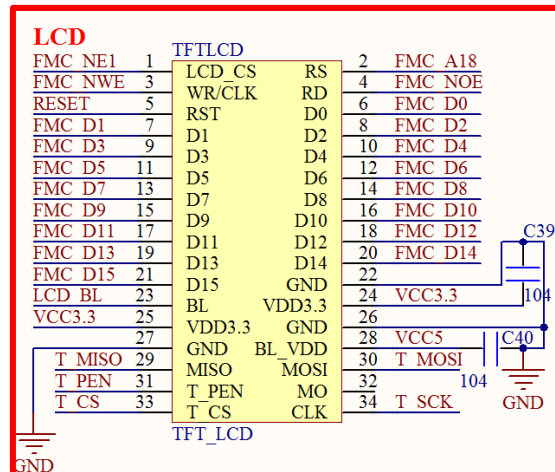 LCD
TFTLCD
FMC_NE1 1 LCD_CS RS 2 FMC_A18
FMC_NWE 3 WR/CLK RD 4 FMC_NOE
RESET 5 RST D0 6 FMC_D0
FMC_D1 7 D1 D2 8 FMC_D2
FMC_D3 9 D3 D4 10 FMC_D4
FMC_D5 11 D5 D6 12 FMC_D6
FMC_D7 13 D7 D8 14 FMC_D8
FMC_D9 15 D9 D10 16 FMC_D10
FMC_D11 17 D11 D12 18 FMC_D12
FMC_D13 19 D13 D14 20 FMC_D14
FMC_D15 21 D15 GND 22
LCD_BL 23 BL VDD3.3 24 VCC3.3
VCC3.3 25 VDD3.3 GND 26
27 GND BL_VDD 28 VCC5
T_MISO 29 MISO MOSI 30 T_MOSI
T_PEN 31 T_PEN MO 32
T_CS 33 T_CS CLK 34 T_SCK
TFT_LCD
C39
104
C40
104
GND
GND